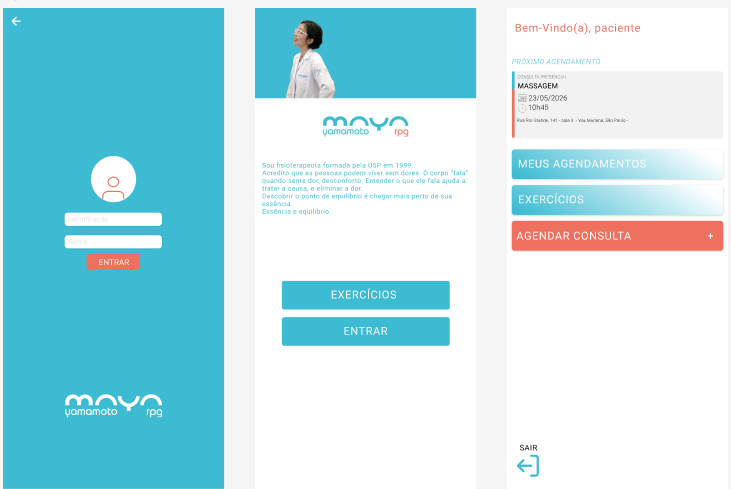 Identificação
Senha
ENTRAR
maya
yamamoto rpg
maya
yamamoto rpg
Sou fisioterapeuta formada pela USP em 1999.
Acredito que as pessoas podem viver sem dores. O corpo "fala"
quando sente dor, desconforto. Entender o que ele fala ajuda a
tratar a causa, e eliminar a dor.
Descobrir o ponto de equilíbrio é chegar mais perto de sua
essência.
Essência e equilíbrio.
EXERCÍCIOS
ENTRAR
Bem-Vindo(a), paciente
PRÓXIMO AGENDAMENTO
CONSULTA PRESENCIAL
MASSAGEM
23/05/2026
10h45
Rua Rio Grande, 141 - sala 3 - Vila Mariana, São Paulo -
MEUS AGENDAMENTOS
EXERCÍCIOS
AGENDAR CONSULTA +
SAIR